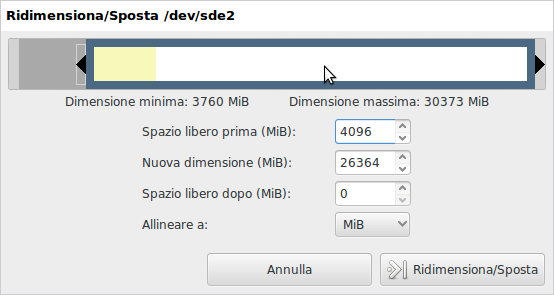 Ridimensiona/Sposta /dev/sde2
Dimensione minima: 3760 MiB Dimensione massima: 30373 MiB
Spazio libero prima (MiB): 4096
Nuova dimensione (MiB): 26364
Spazio libero dopo (MiB): 0
Allineare a: MiB
Annulla Ridimensiona/Sposta